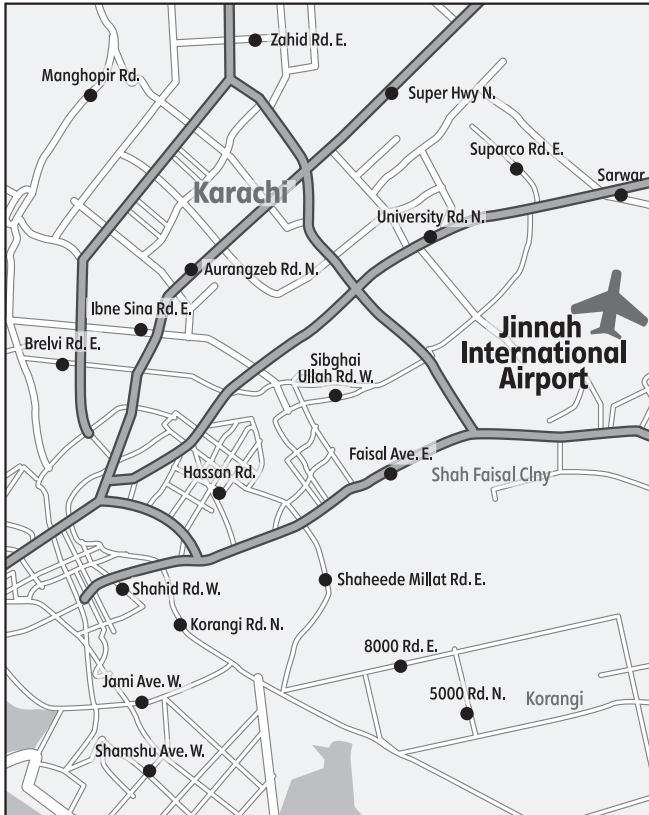 Zahid Rd. E.
Manghopir Rd.
Super Hwy N.
Suparco Rd. E.
Sarwar
Karachi
University Rd. N.
Aurangzeb Rd. N.
Ibne Sina Rd. E.
Brelvi Rd. E.
Jinnah
International
Airport
Sibghai
Ullah Rd. W.
Hassan Rd.
Faisal Ave. E.
Shah Faisal Clny
Shahid Rd. W.
Shaheede Millat Rd. E.
Korangi Rd. N.
8000 Rd. E.
Jami Ave. W.
5000 Rd. N.
Korangi
Shamshu Ave. W.